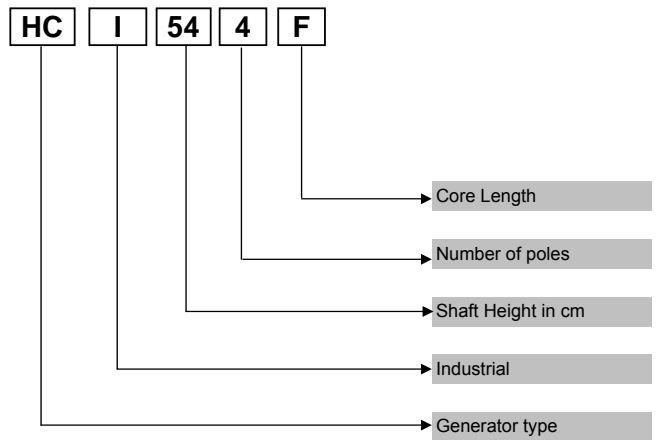 HC I 54 4 F
Core Length
Number of poles
Shaft Height in cm
Industrial
Generator type